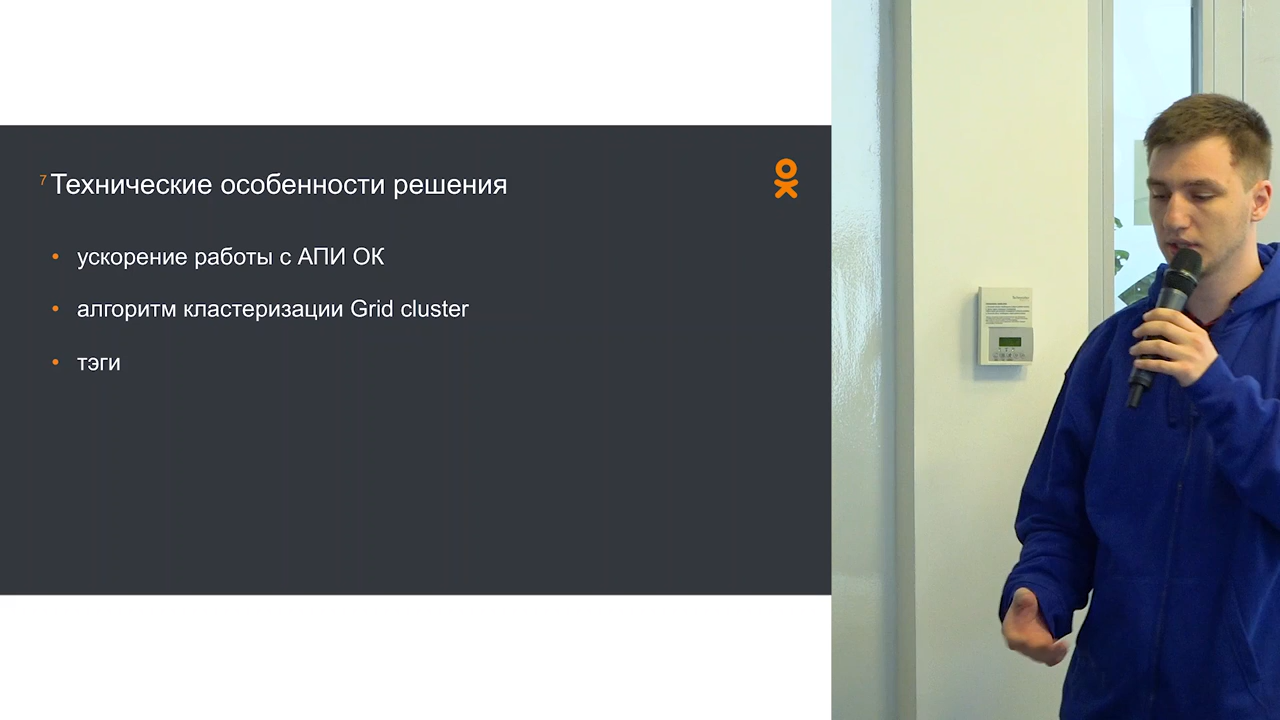 7
Технические особенности решения
• ускорение работы с АПИ ОК
• алгоритм кластеризации Grid cluster
• тэги